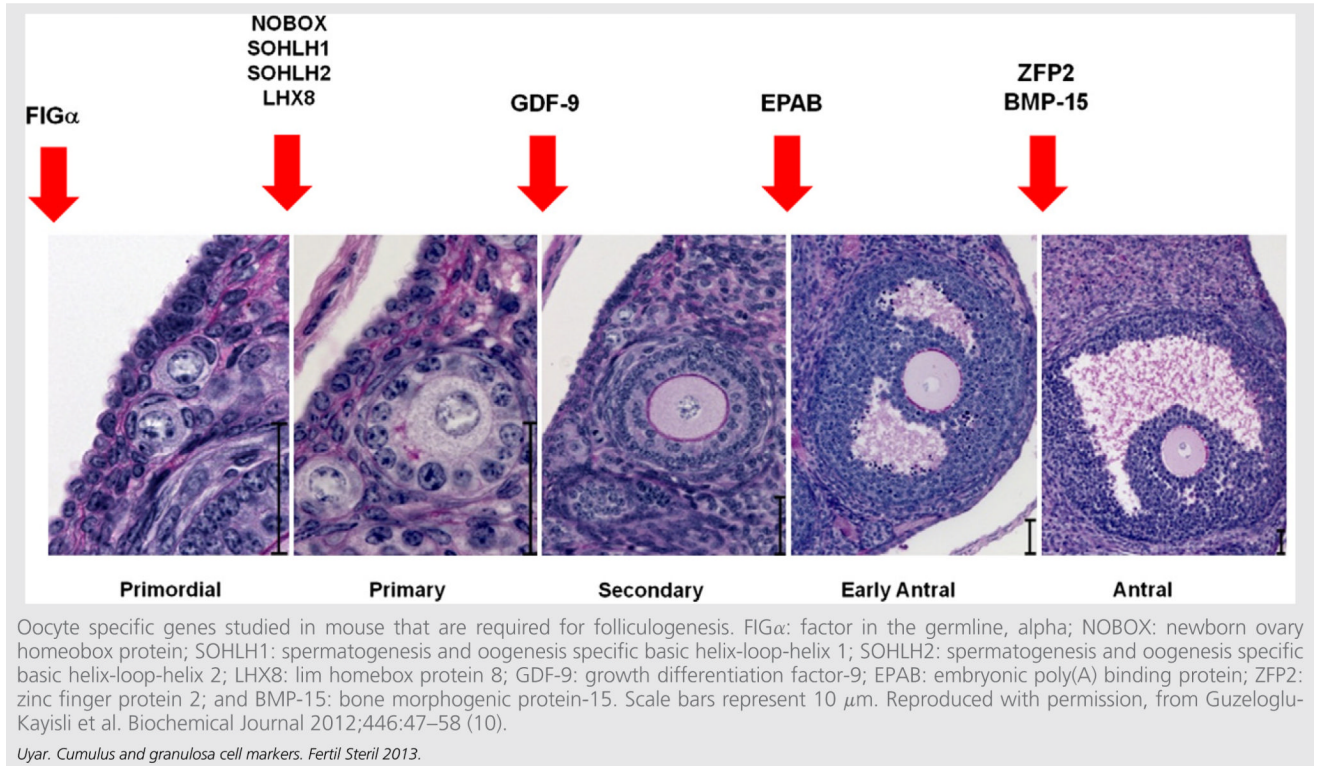 NOBOX
SOHLH1
SOHLH2
LHX8
FIGα
GDF-9
EPAB
ZFP2
BMP-15
Primordial
Primary
Secondary
Early Antral
Antral
Oocyte specific genes studied in mouse that are required for folliculogenesis. FIGα: factor in the germline, alpha; NOBOX: newborn ovary
homeobox protein; SOHLH1: spermatogenesis and oogenesis specific basic helix-loop-helix 1; SOHLH2: spermatogenesis and oogenesis specific
basic helix-loop-helix 2; LHX8: lim homebox protein 8; GDF-9: growth differentiation factor-9; EPAB: embryonic poly(A) binding protein; ZFP2:
zinc finger protein 2; and BMP-15: bone morphogenic protein-15. Scale bars represent 10 μm. Reproduced with permission, from Guzeloglu-
Kayisli et al. Biochemical Journal 2012;446:47–58 (10).
Uyar. Cumulus and granulosa cell markers. Fertil Steril 2013.